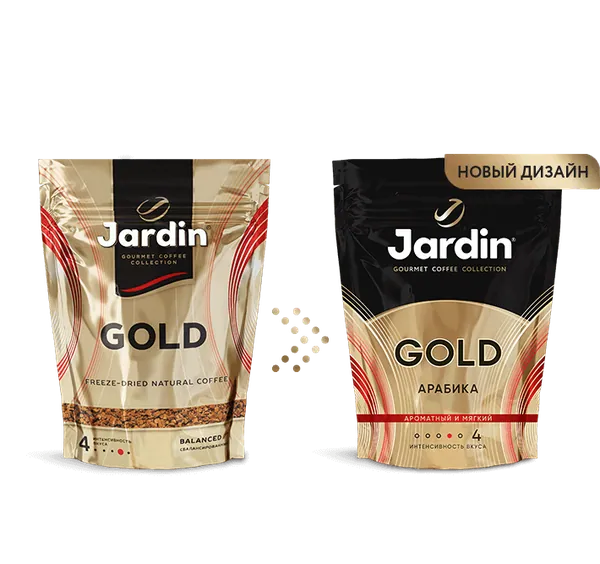 Jardin
GOURMET COFFEE
COLLECTION
GOLD
FREEZE-DRIED NATURAL COFFEE
4
ИНТЕНСИВНОСТЬ
ВКУСА
BALANCED
НОВЫЙ ДИЗАЙН
Jardin®
GOURMET COFFEE COLLECTION
GOLD
АРАБИКА
АРОМАТНЫЙ И МЯГКИЙ
4
ИНТЕНСИВНОСТЬ ВКУСА